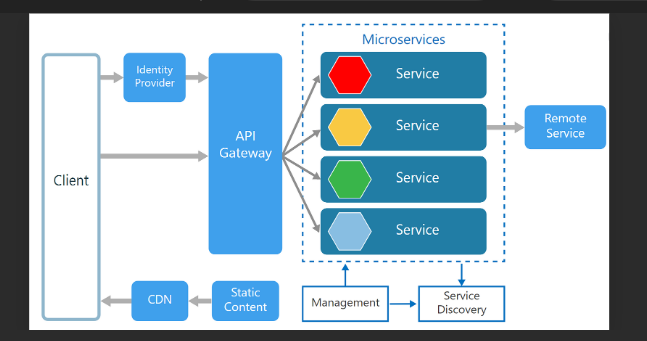 Microservices
Identity
Provider
Service
API
Gateway
Service
Remote
Service
Client
Service
Service
CDN
Static
Content
Management
Service
Discovery